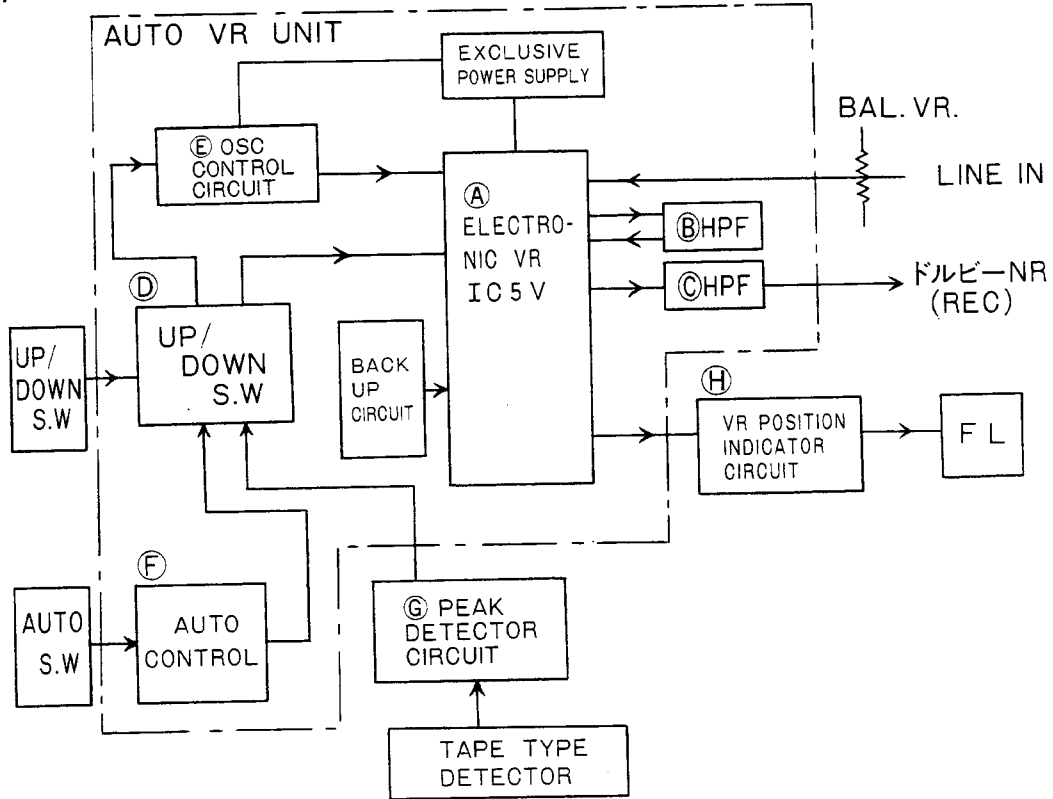 AUTO VR UNIT
EXCLUSIVE
POWER SUPPLY
BAL. VR.
Ⓔ OSC
CONTROL
CIRCUIT
LINE IN
Ⓐ
ELECTRO-
NIC VR
IC5V
Ⓑ HPF
Ⓒ HPF
ドルビーNR
(REC)
Ⓓ
UP/
DOWN
S.W
UP/
DOWN
S.W
BACK
UP
CIRCUIT
Ⓗ
VR POSITION
INDICATOR
CIRCUIT
FL
Ⓕ
AUTO
S.W
AUTO
CONTROL
Ⓖ PEAK
DETECTOR
CIRCUIT
TAPE TYPE
DETECTOR